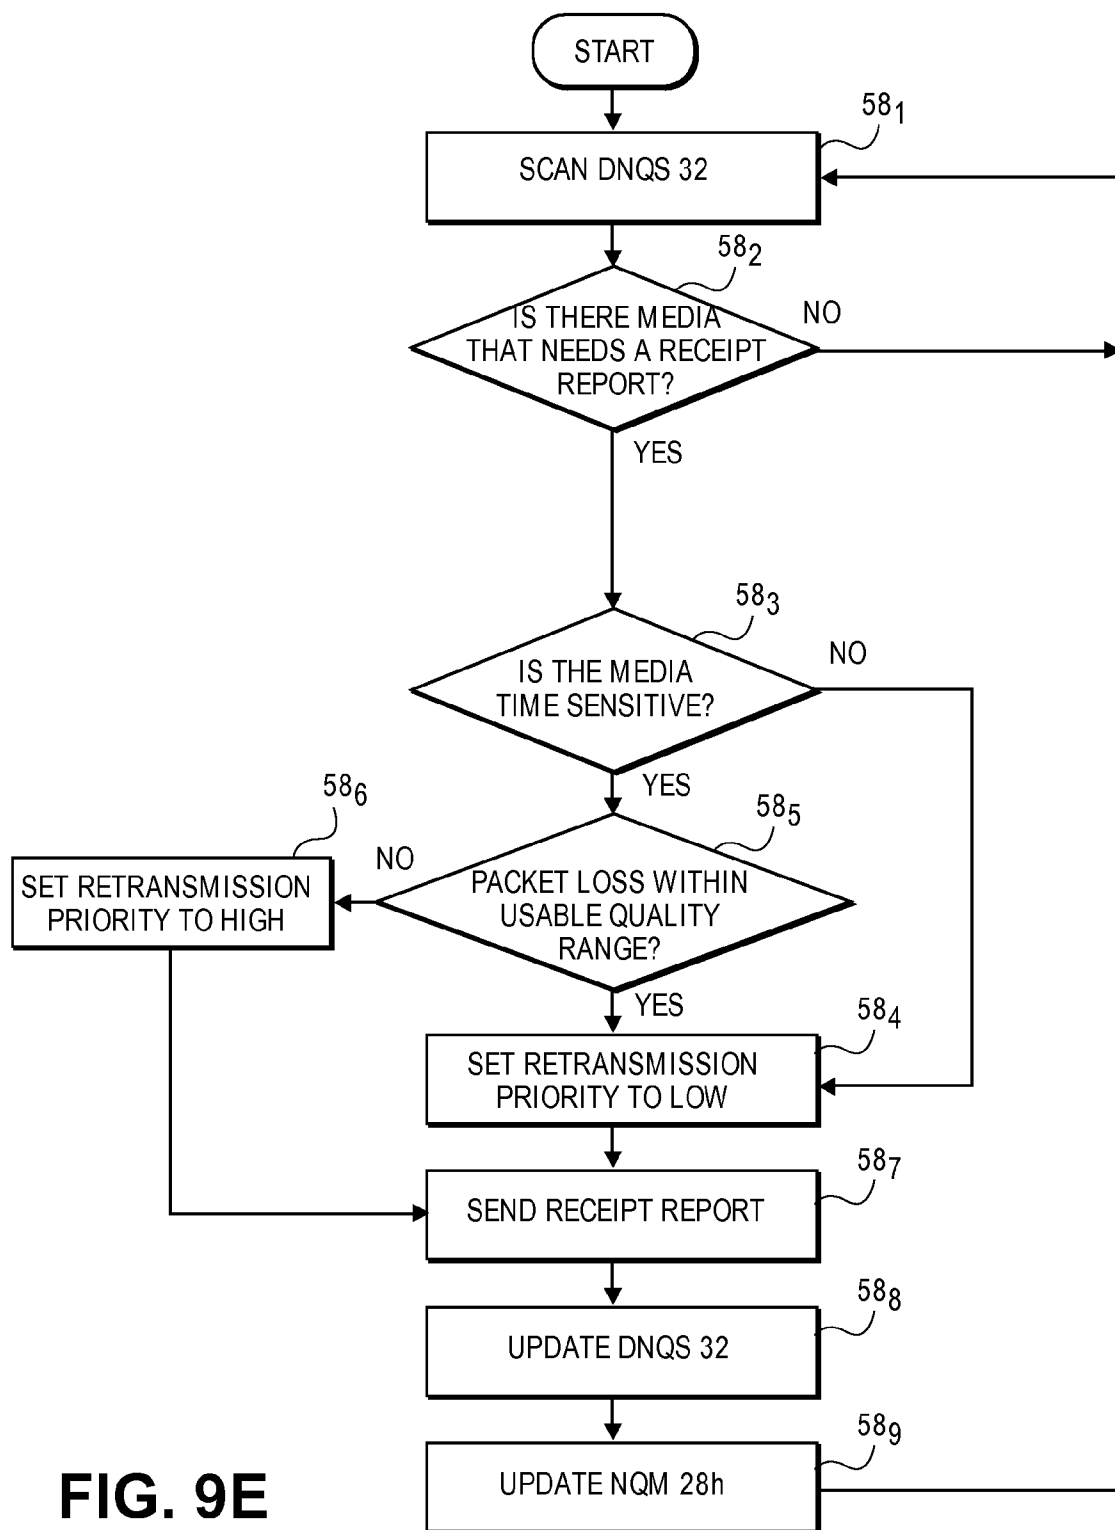 START
58₁
SCAN DNQS 32
58₂
IS THERE MEDIA
THAT NEEDS A RECEIPT
REPORT?
NO
YES
58₃
IS THE MEDIA
TIME SENSITIVE?
NO
YES
58₆
SET RETRANSMISSION
PRIORITY TO HIGH
NO
58₅
PACKET LOSS WITHIN
USABLE QUALITY
RANGE?
YES
58₄
SET RETRANSMISSION
PRIORITY TO LOW
58₇
SEND RECEIPT REPORT
58₈
UPDATE DNQS 32
58₉
UPDATE NQM 28h
FIG. 9E